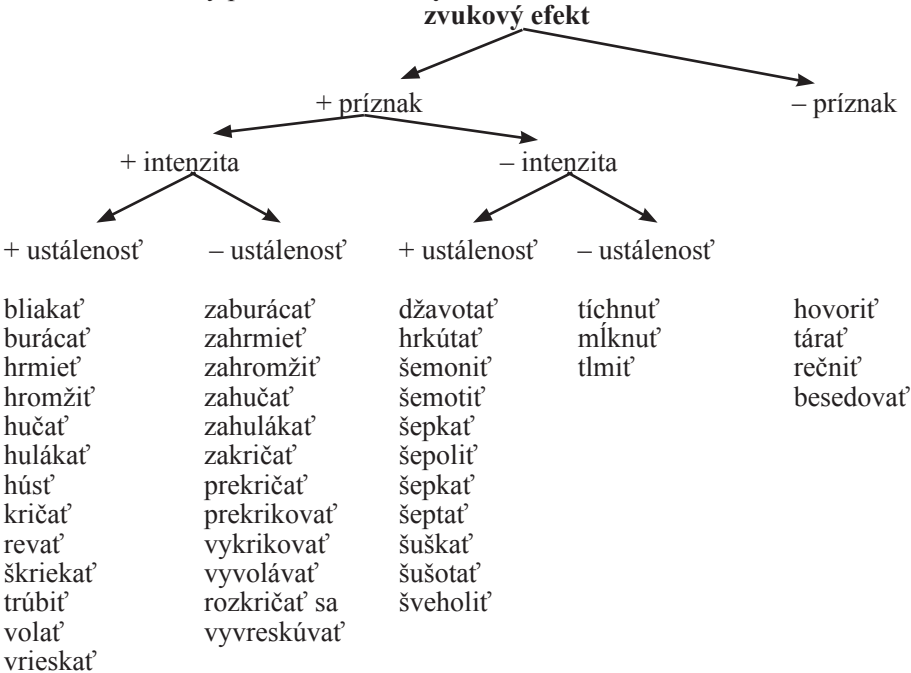 zvukový efekt
+ príznak – príznak
+ intenzita – intenzita
+ ustálenosť – ustálenosť + ustálenosť – ustálenosť
bliakať zaburácať džavotať tíchnuť hovoriť
burácať zahrmieť hrkútať mĺknuť tárať
hrmieť zahromžiť šemoniť tlmiť rečniť
hromžiť zahučať šemotiť besedovať
hučať zahulákať šepkať
hulákať zakričať šepoliť
húsť prekričať šepkať
kričať prekrikovať šeptať
revať vykrikovať šuškať
škriekať vyvolávať šušotať
trúbiť rozkričať sa šveholiť
volať vyvreskúvať
vrieskať